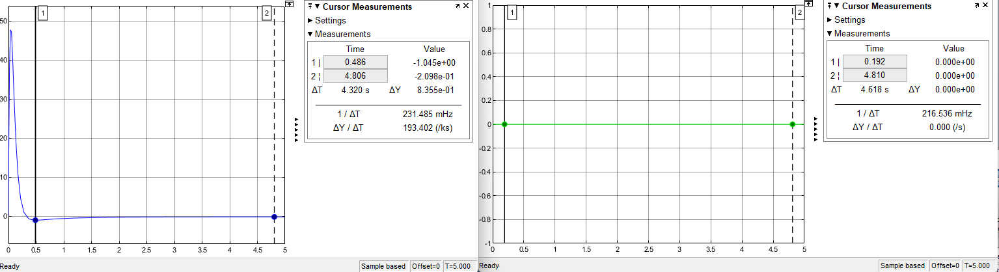 50
40
30
20
10
0
0 0.5 1 1.5 2 2.5 3 3.5 4 4.5 5
1
2
Ready
Sample based Offset=0 T=5.000
Cursor Measurements
Settings
Measurements
Time Value
1 | 0.486 -1.045e+00
2 ¦ 4.806 -2.098e-01
ΔT 4.320 s ΔY 8.355e-01
1 / ΔT 231.485 mHz
ΔY / ΔT 193.402 (/ks)
1
0.8
0.6
0.4
0.2
0
-0.2
-0.4
-0.6
-0.8
-1
0 0.5 1 1.5 2 2.5 3 3.5 4 4.5 5
1
2
Ready
Sample based Offset=0 T=5.000
Cursor Measurements
Settings
Measurements
Time Value
1 | 0.192 0.000e+00
2 ¦ 4.810 0.000e+00
ΔT 4.618 s ΔY 0.000e+00
1 / ΔT 216.536 mHz
ΔY / ΔT 0.000 (/s)